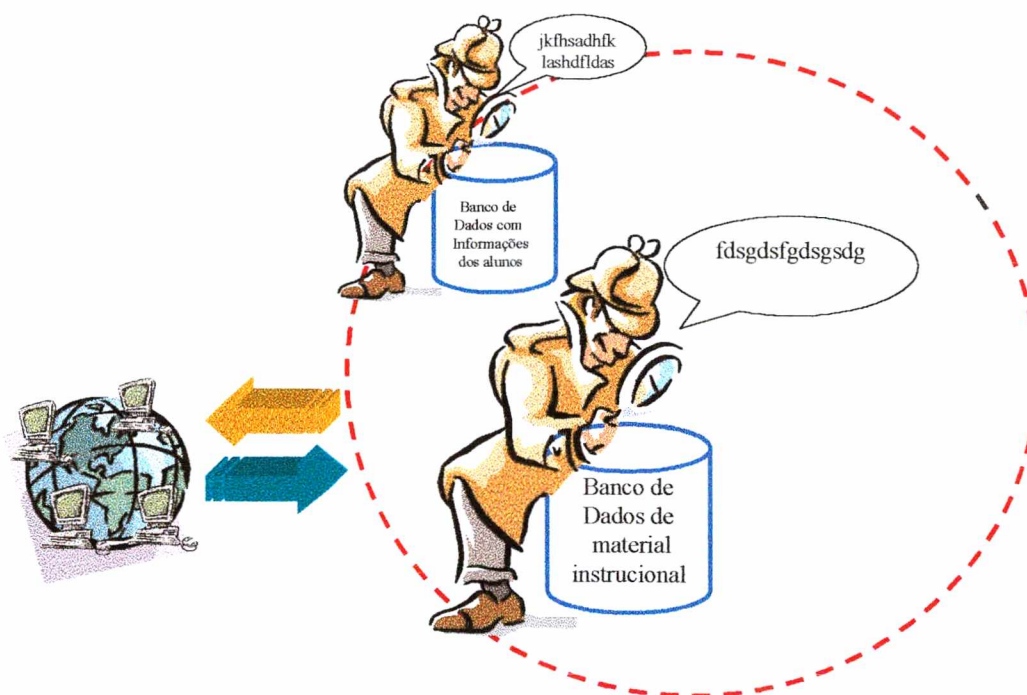 jkfhsadhfk
lashdfldas
Banco de
Dados com
Informações
dos alunos
fdsgdsfgdsgsdg
Banco de
Dados de
material
instrucional